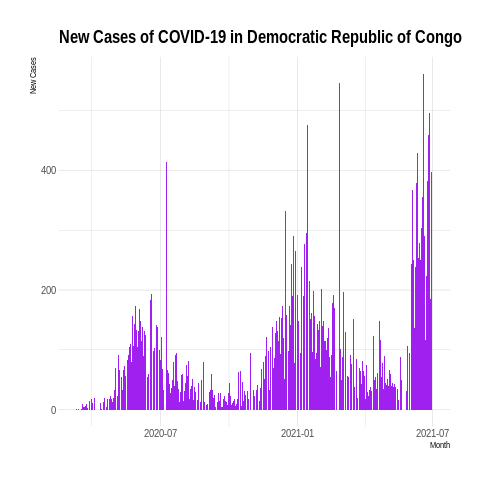 New Cases of COVID-19 in Democratic Republic of Congo
New Cases
400
200
0
2020-07
2021-01
2021-07
Month